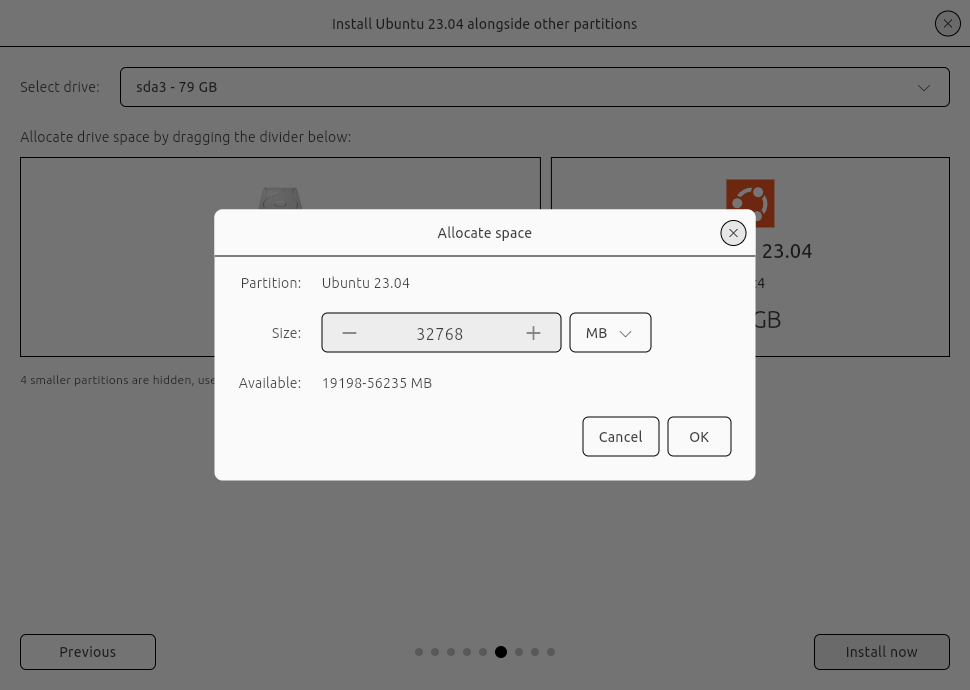 Install Ubuntu 23.04 alongside other partitions
Select drive: sda3 - 79 GB
Allocate drive space by dragging the divider below:
23.04
GB
4 smaller partitions are hidden, use
Allocate space
Partition: Ubuntu 23.04
Size: 32768 MB
Available: 19198-56235 MB
Cancel OK
Previous Install now